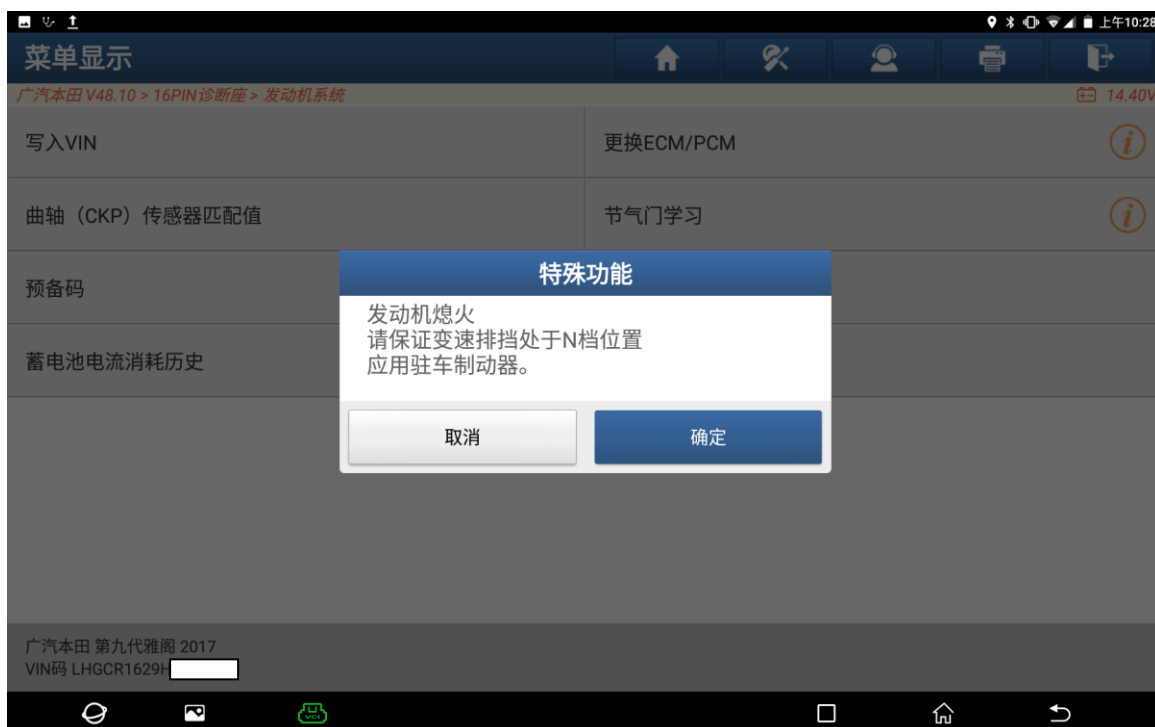 上午10:28
菜单显示
广汽本田 V48.10 > 16PIN诊断座 > 发动机系统
14.40V
写入VIN
更换ECM/PCM
曲轴（CKP）传感器匹配值
节气门学习
预备码
蓄电池电流消耗历史
特殊功能
发动机熄火
请保证变速排挡处于N档位置
应用驻车制动器。
取消
确定
广汽本田 第九代雅阁 2017
VIN码 LHGCR1629H
VCI